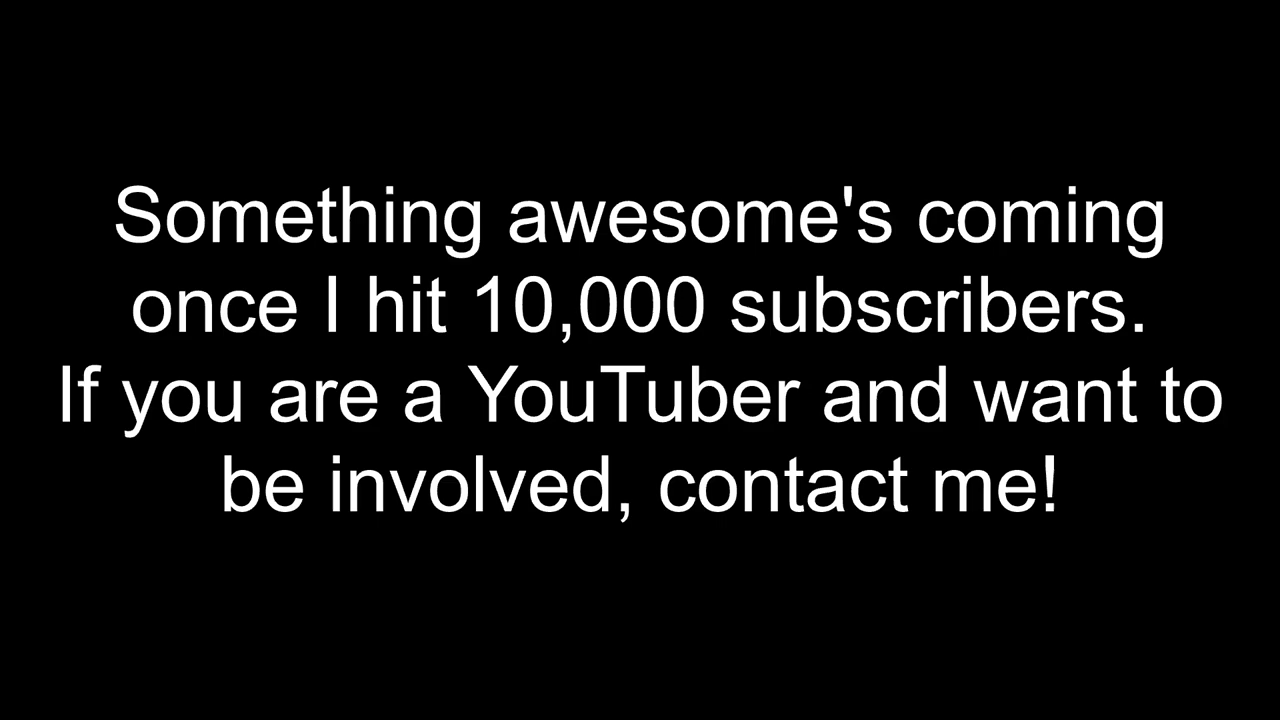 Something awesome's coming
once I hit 10,000 subscribers.
If you are a YouTuber and want to
be involved, contact me!